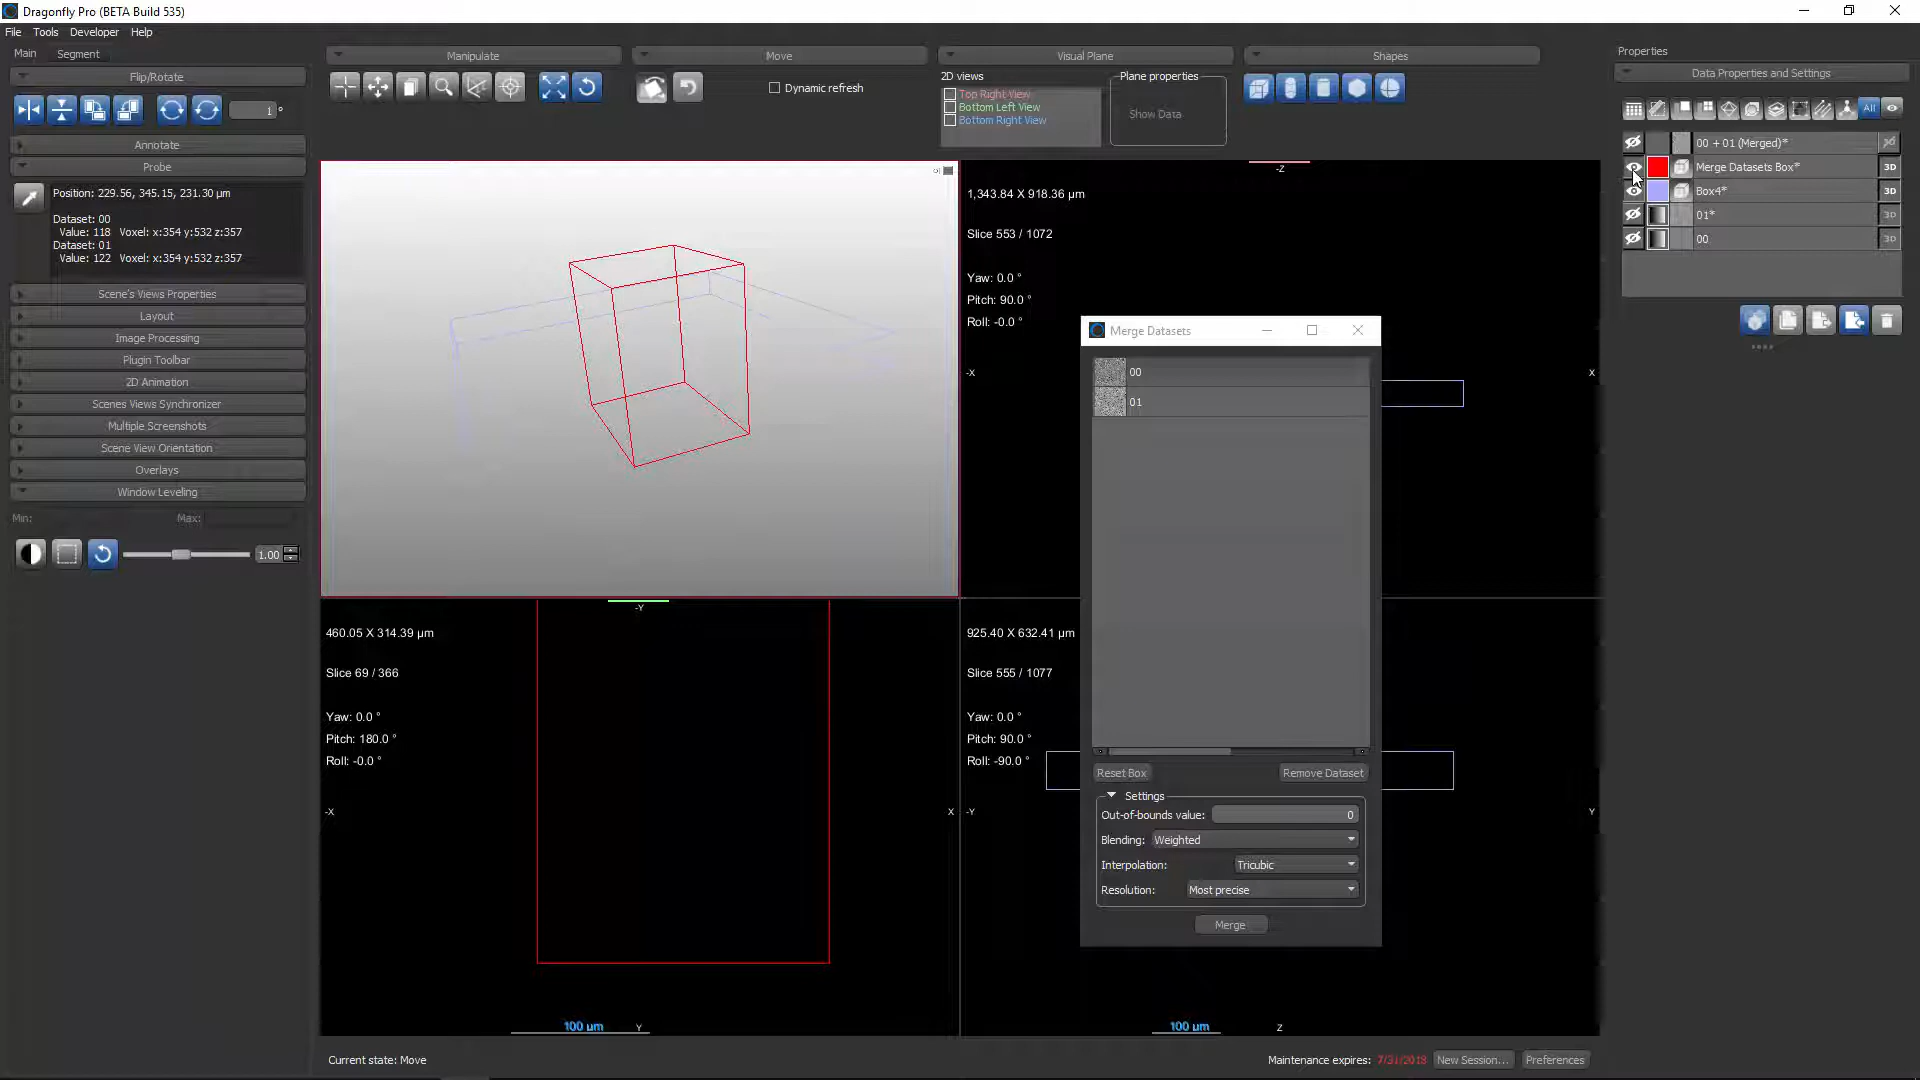 Dragonfly Pro (BETA Build 535)
File Tools Developer Help
Main Segment
Flip/Rotate
1 °
Annotate
Probe
Position: 229.56, 345.15, 231.30 µm
Dataset: 00
Value: 118 Voxel: x:354 y:532 z:357
Dataset: 01
Value: 122 Voxel: x:354 y:532 z:357
Scene's Views Properties
Layout
Image Processing
Plugin Toolbar
2D Animation
Scenes Views Synchronizer
Multiple Screenshots
Scene View Orientation
Overlays
Window Leveling
Min: Max:
1.00
Manipulate
Move
Dynamic refresh
Visual Plane
2D views
Top Right View
Bottom Left View
Bottom Right View
Plane properties
Show Data
Shapes
-Z
1,343.84 X 918.36 µm
Slice 553 / 1072
Yaw: 0.0 °
Pitch: 90.0 °
Roll: -0.0 °
-X X
-Y
460.05 X 314.39 µm
Slice 69 / 366
Yaw: 0.0 °
Pitch: 180.0 °
Roll: -0.0 °
-X X
100 µm Y
925.40 X 632.41 µm
Slice 555 / 1077
Yaw: 0.0 °
Pitch: 90.0 °
Roll: -90.0 °
-Y Y
100 µm Z
Merge Datasets
00
01
Reset Box Remove Dataset
Settings
Out-of-bounds value: 0
Blending: Weighted
Interpolation: Tricubic
Resolution: Most precise
Merge
Properties
Data Properties and Settings
All
00 + 01 (Merged)*
Merge Datasets Box* 3D
Box4* 3D
01* 3D
00 3D
Current state: Move
Maintenance expires: 7/31/2018 New Session... Preferences